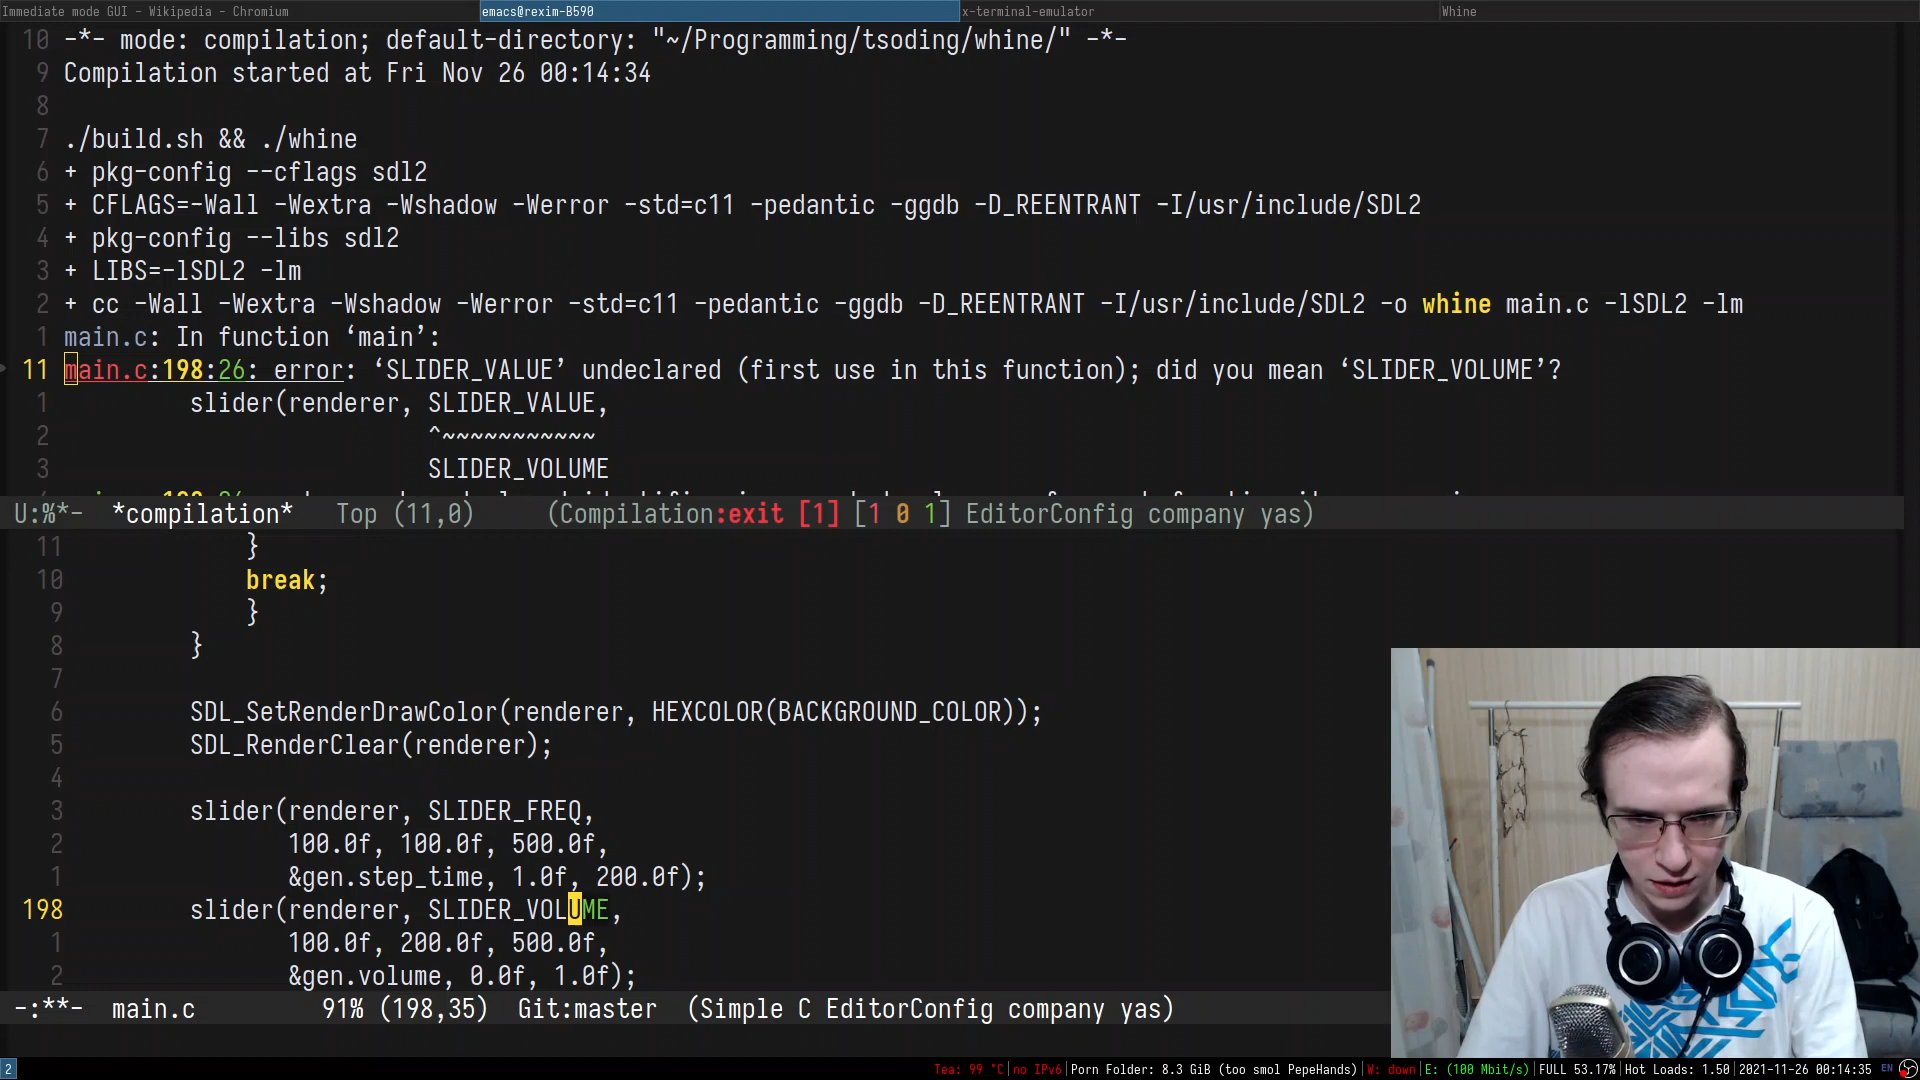 Immediate mode GUI - Wikipedia - Chromium
emacs@rexim-B590
x-terminal-emulator
Whine
10 -*- mode: compilation; default-directory: "~/Programming/tsoding/whine/" -*-
9 Compilation started at Fri Nov 26 00:14:34
8
7 ./build.sh && ./whine
6 + pkg-config --cflags sdl2
5 + CFLAGS=-Wall -Wextra -Wshadow -Werror -std=c11 -pedantic -ggdb -D_REENTRANT -I/usr/include/SDL2
4 + pkg-config --libs sdl2
3 + LIBS=-lSDL2 -lm
2 + cc -Wall -Wextra -Wshadow -Werror -std=c11 -pedantic -ggdb -D_REENTRANT -I/usr/include/SDL2 -o whine main.c -lSDL2 -lm
1 main.c: In function ‘main’:
11 main.c:198:26: error: ‘SLIDER_VALUE’ undeclared (first use in this function); did you mean ‘SLIDER_VOLUME’?
1 slider(renderer, SLIDER_VALUE,
2 ^~~~~~~~~~~~
3 SLIDER_VOLUME
U:%*- *compilation* Top (11,0) (Compilation:exit [1] [1 0 1] EditorConfig company yas)
11 }
10 break;
9 }
8 }
7
6 SDL_SetRenderDrawColor(renderer, HEXCOLOR(BACKGROUND_COLOR));
5 SDL_RenderClear(renderer);
4
3 slider(renderer, SLIDER_FREQ,
2 100.0f, 100.0f, 500.0f,
1 &gen.step_time, 1.0f, 200.0f);
198 slider(renderer, SLIDER_VOLUME,
1 100.0f, 200.0f, 500.0f,
2 &gen.volume, 0.0f, 1.0f);
-:**- main.c 91% (198,35) Git:master (Simple C EditorConfig company yas)
2
Tea: 99 °C|no IPv6|Porn Folder: 8.3 GiB (too smol PepeHands)|W: down|E: (100 Mbit/s)|FULL 53.17%|Hot Loads: 1.50|2021-11-26 00:14:35 EN